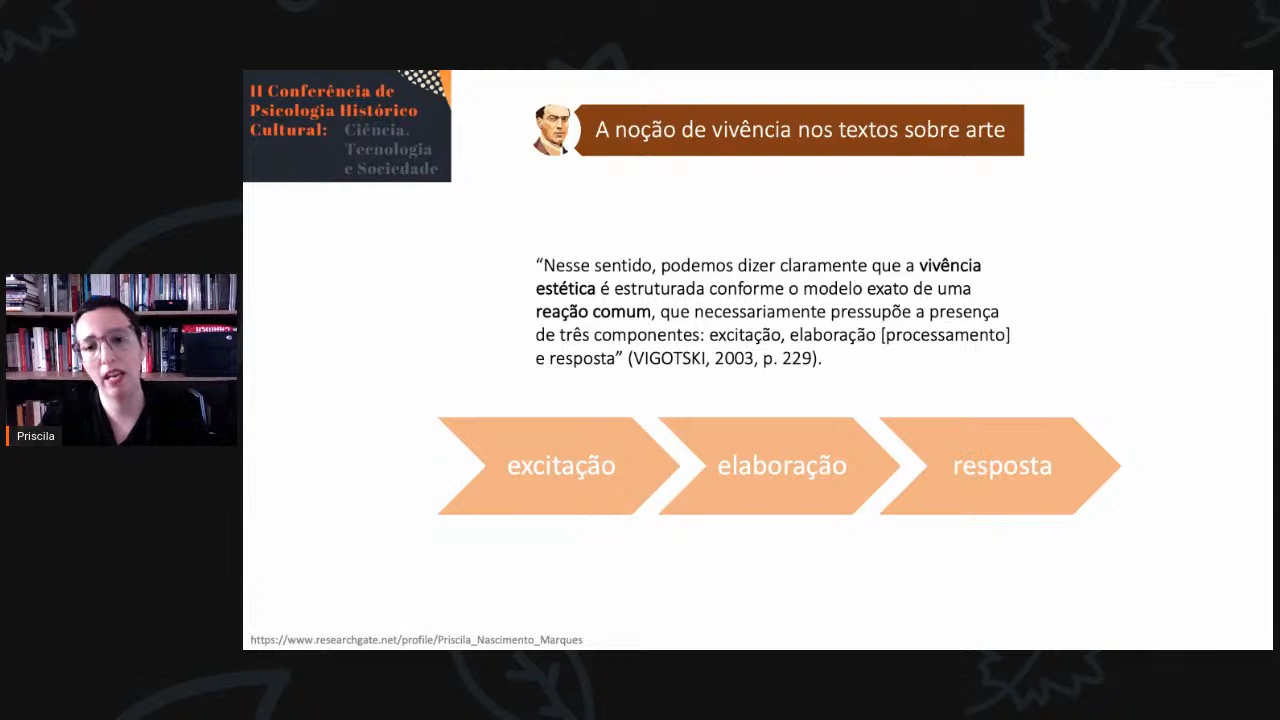 II Conferência de
Psicologia Histórico
Cultural: Ciência,
Tecnologia
e Sociedade
A noção de vivência nos textos sobre arte
“Nesse sentido, podemos dizer claramente que a vivência
estética é estruturada conforme o modelo exato de uma
reação comum, que necessariamente pressupõe a presença
de três componentes: excitação, elaboração [processamento]
e resposta” (VIGOTSKI, 2003, p. 229).
excitação
elaboração
resposta
Priscila
https://www.researchgate.net/profile/Priscila_Nascimento_Marques